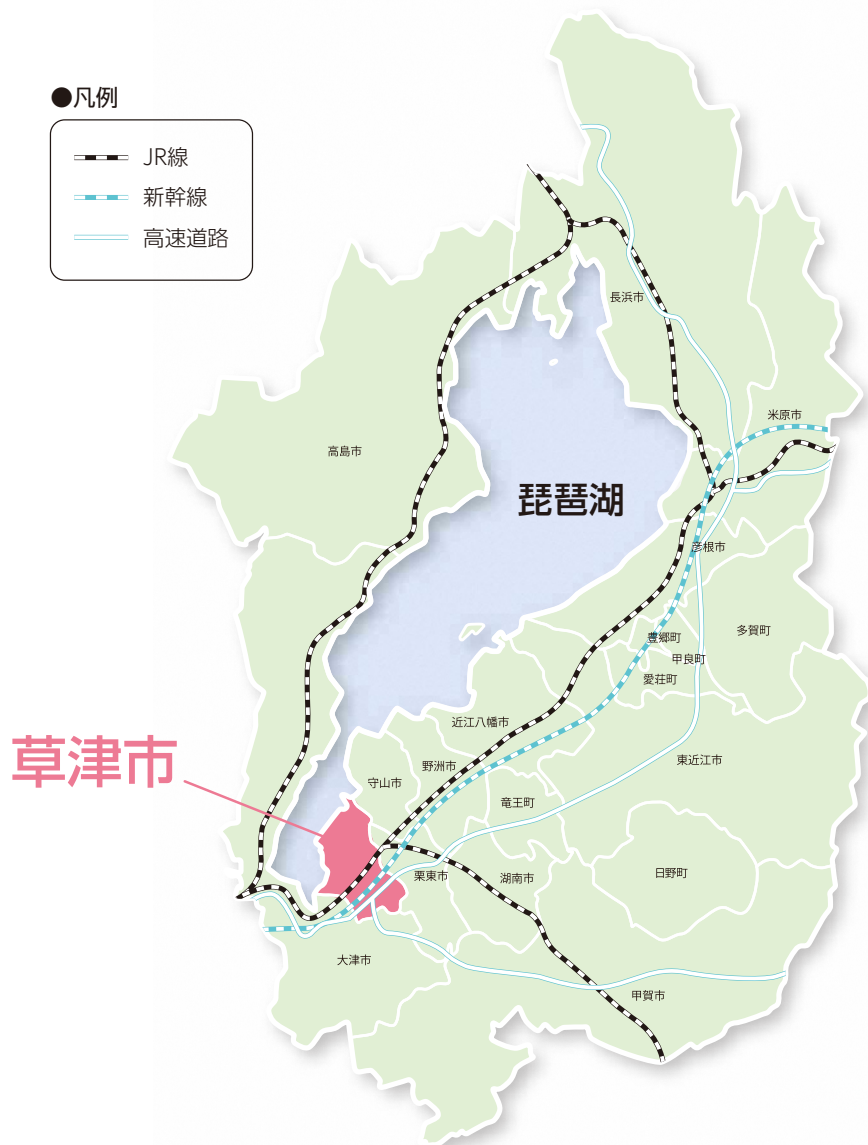 ●凡例
JR線
新幹線
高速道路
長浜市
米原市
高島市
琵琶湖
彦根市
多賀町
豊郷町
甲良町
愛荘町
近江八幡市
草津市
東近江市
野洲市
守山市
竜王町
日野町
栗東市
湖南市
大津市
甲賀市